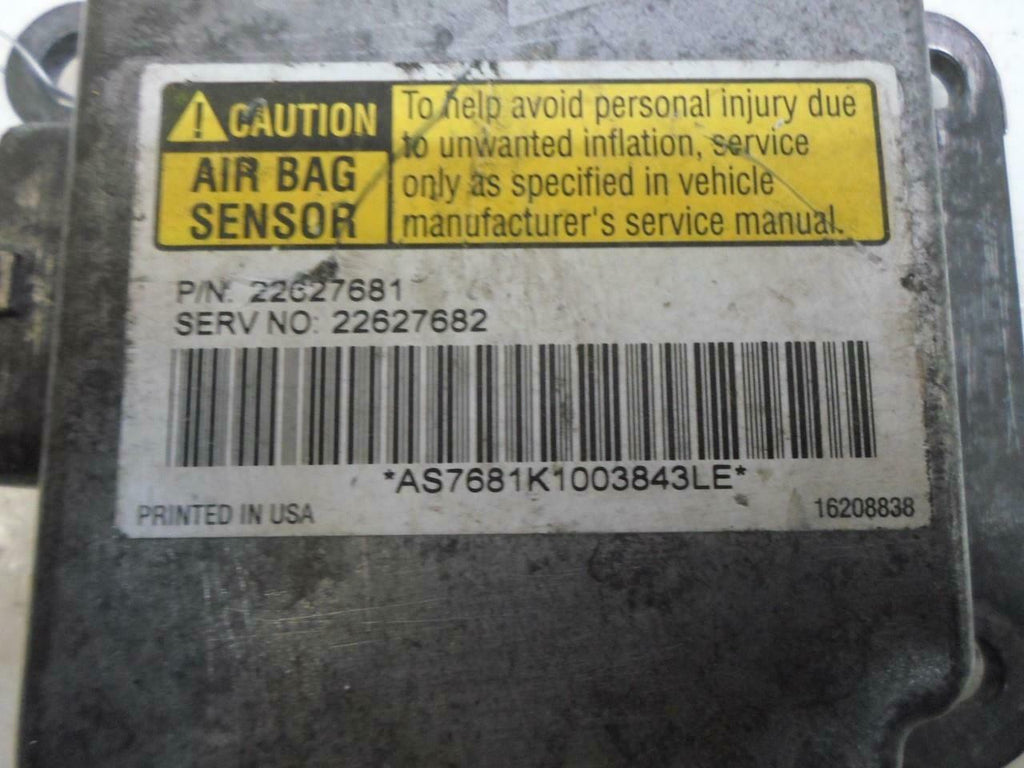 CAUTION
AIR BAG
SENSOR
To help avoid personal injury due
to unwanted inflation, service
only as specified in vehicle
manufacturer's service manual.
P/N: 22627681
SERV NO: 22627682
*AS7681K1003843LE*
PRINTED IN USA
16208838